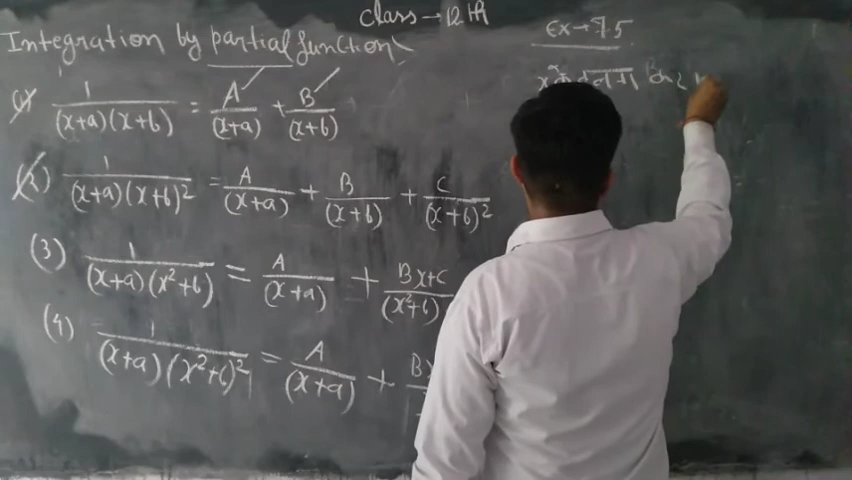 Class → 12th
Integration by partial function
Ex → 7.5
(1) 1/((x+a)(x+b)) = A/(x+a) + B/(x+b)
(2) 1/((x+a)(x+b)²) = A/(x+a) + B/(x+b) + C/(x+b)²
(3) 1/((x+a)(x²+b)) = A/(x+a) + Bx+C/(x²+b)
(4) 1/((x+a)(x²+c)²) = A/(x+a) +